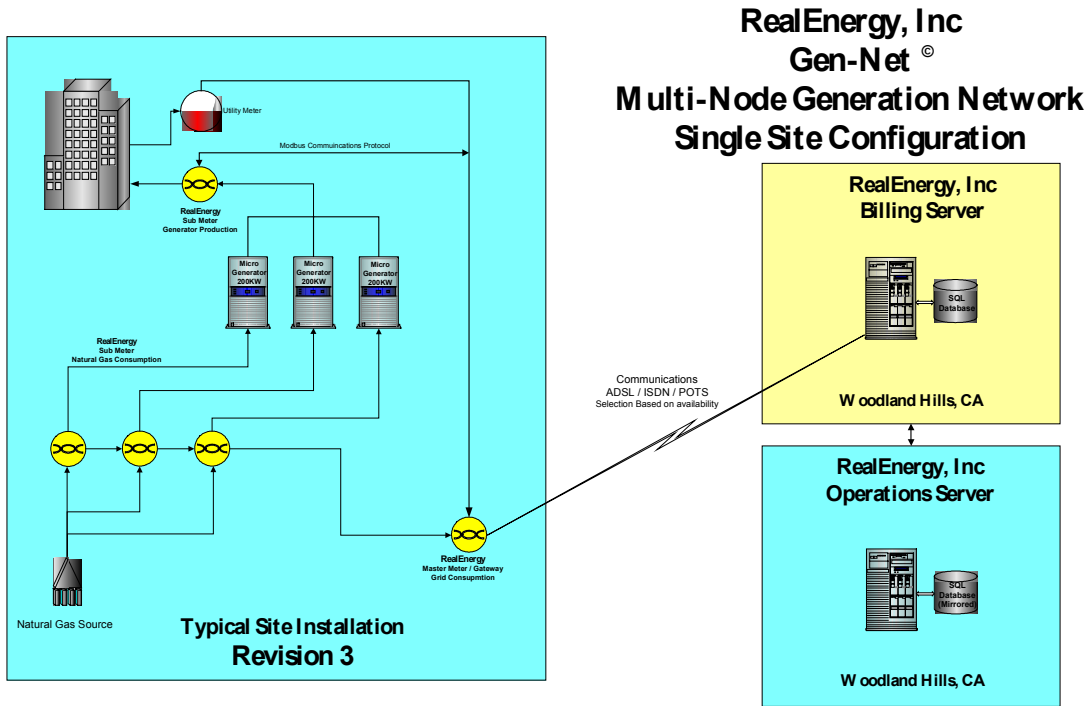 RealEnergy, Inc
Gen-Net ©
Multi-Node Generation Network
Single Site Configuration
Utility Meter
Modbus Commuincations Protocol
RealEnergy
Sub Meter
Generator Production
Micro
Generator
200KW
Micro
Generator
200KW
Micro
Generator
200KW
RealEnergy
Sub Meter
Natural Gas Consumption
RealEnergy
Master Meter / Gateway
Grid Consupmtion
Natural Gas Source
Typical Site Installation
Revision 3
Communications
ADSL / ISDN / POTS
Selection Based on availability
RealEnergy, Inc
Billing Server
SQL
Database
Woodland Hills, CA
RealEnergy, Inc
Operations Server
SQL
Database
(Mirrored)
Woodland Hills, CA